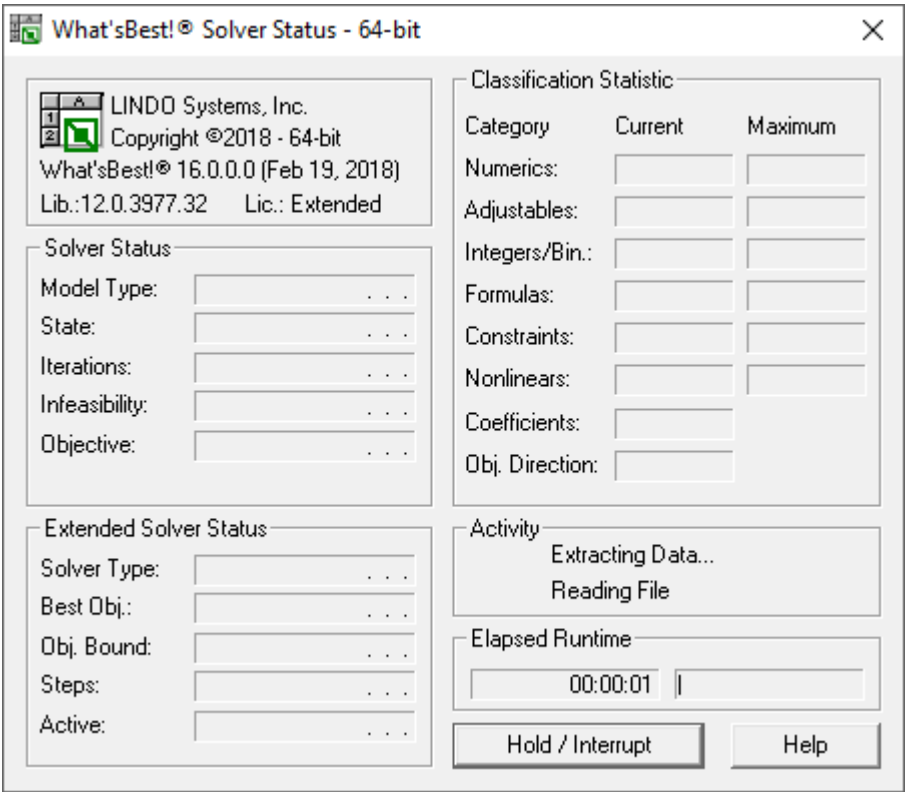 What'sBest!® Solver Status - 64-bit
A
1
2
LINDO Systems, Inc.
Copyright ©2018 - 64-bit
What'sBest!® 16.0.0.0 (Feb 19, 2018)
Lib.:12.0.3977.32 Lic.: Extended
Solver Status
Model Type: . . .
State: . . .
Iterations: . . .
Infeasibility: . . .
Objective: . . .
Extended Solver Status
Solver Type: . . .
Best Obj.: . . .
Obj. Bound: . . .
Steps: . . .
Active: . . .
Classification Statistic
Category Current Maximum
Numerics:
Adjustables:
Integers/Bin.:
Formulas:
Constraints:
Nonlinears:
Coefficients:
Obj. Direction:
Activity
Extracting Data...
Reading File
Elapsed Runtime
00:00:01 |
Hold / Interrupt Help